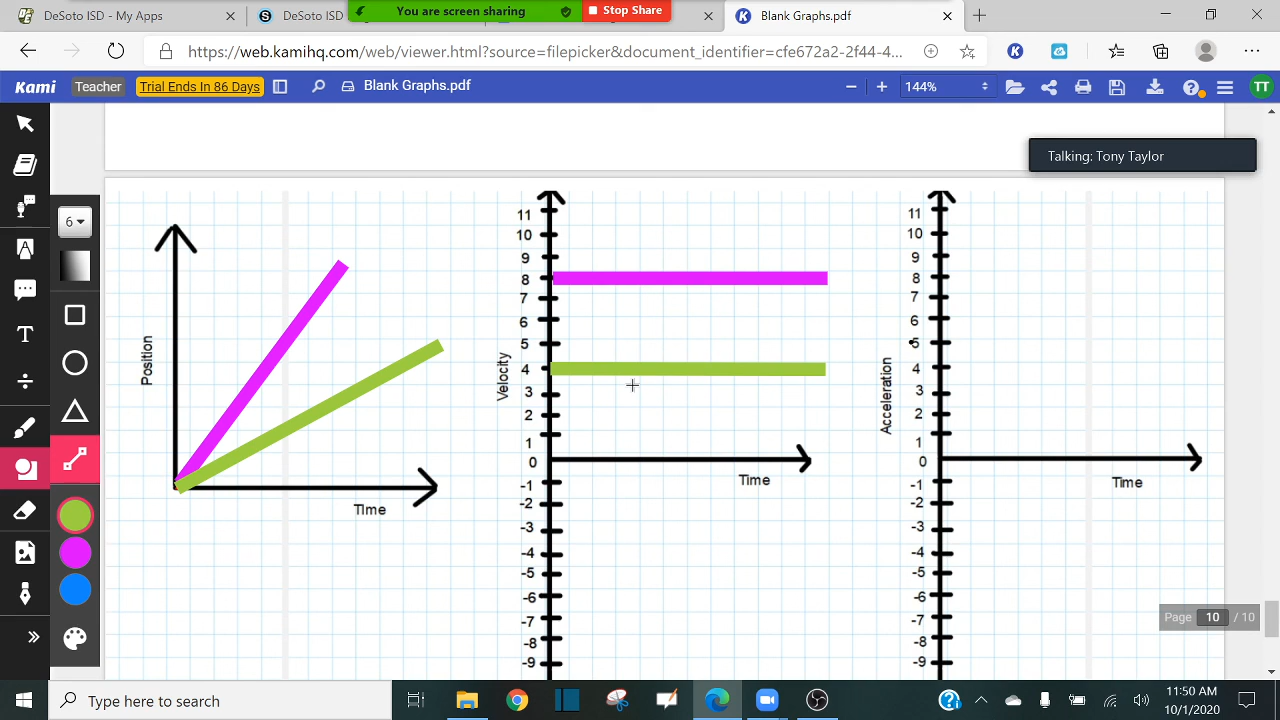 DeSoto ISD - My Apps
DeSoto ISD
You are screen sharing
Stop Share
Blank Graphs.pdf
https://web.kamihq.com/web/viewer.html?source=filepicker&document_identifier=cfe672a2-2f44-4...
Kami
Teacher
Trial Ends In 86 Days
Blank Graphs.pdf
144%
TT
Talking: Tony Taylor
6
Position
Time
11
10
9
8
7
6
5
4
3
2
1
0
-1
-2
-3
-4
-5
-6
-7
-8
-9
Velocity
Time
11
10
9
8
7
6
5
4
3
2
1
0
-1
-2
-3
-4
-5
-6
-7
-8
-9
Acceleration
Time
Page 10 / 10
Type here to search
11:50 AM
10/1/2020